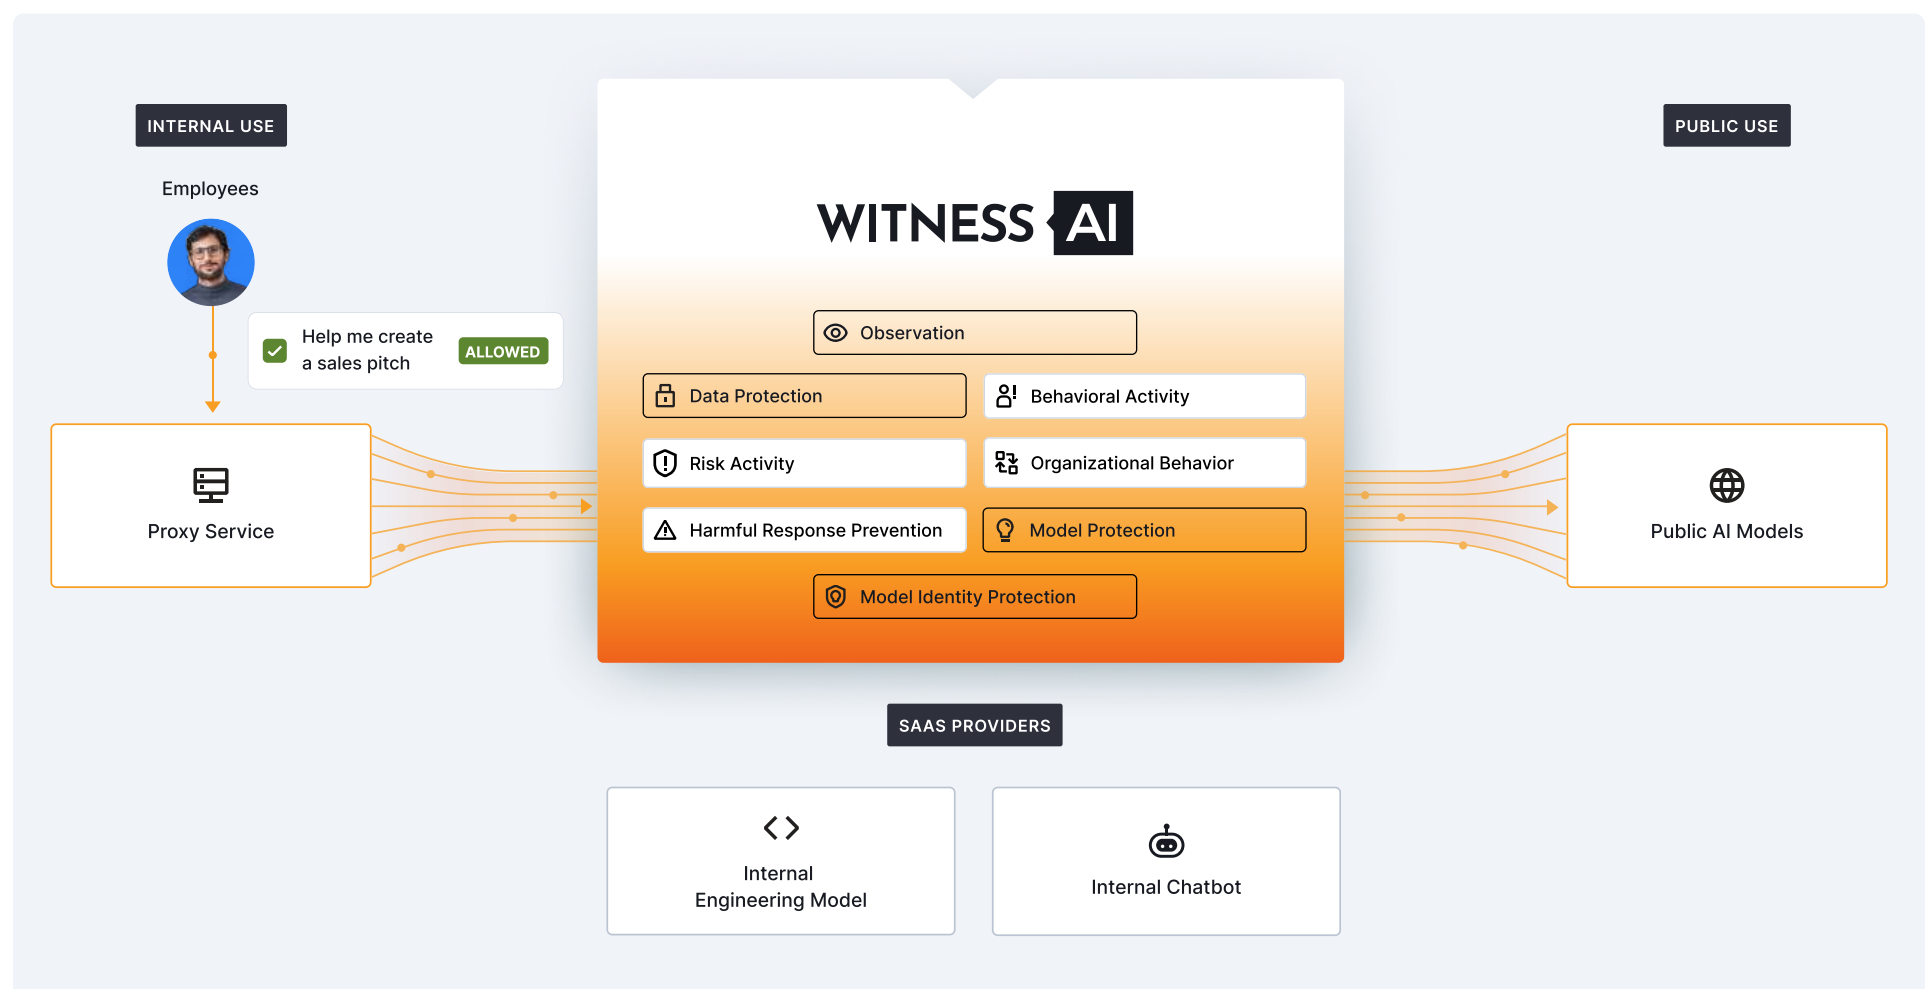 INTERNAL USE
PUBLIC USE
Employees
WITNESS AI
Help me create
a sales pitch
ALLOWED
Observation
Data Protection
Behavioral Activity
Risk Activity
Organizational Behavior
Harmful Response Prevention
Model Protection
Model Identity Protection
Proxy Service
Public AI Models
SAAS PROVIDERS
Internal
Engineering Model
Internal Chatbot